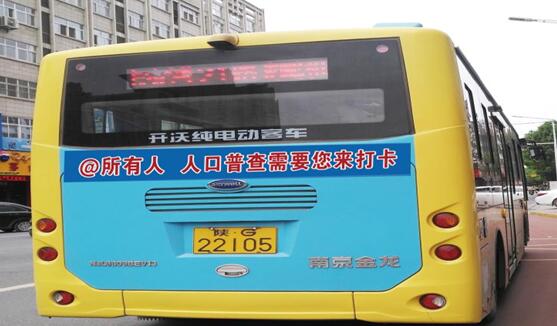 开沃纯电动客车
@所有人 人口普查需要您来打卡
陕·G
22105
南京金龙